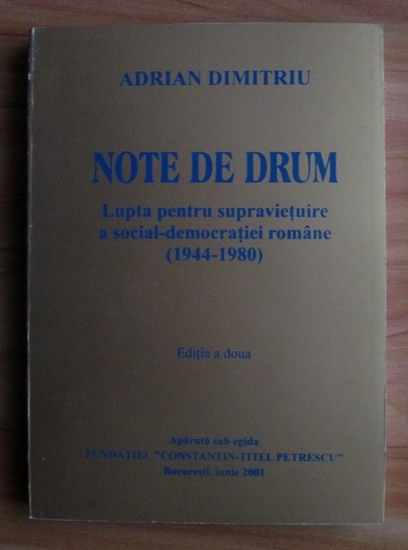 ADRIAN DIMITRIU
NOTE DE DRUM
Lupta pentru supraviețuire
a social-democrației române
(1944-1980)
Ediția a doua
Apărută sub egida
FUNDAȚIEI "CONSTANTIN-TITEL PETRESCU"
București, iunie 2001